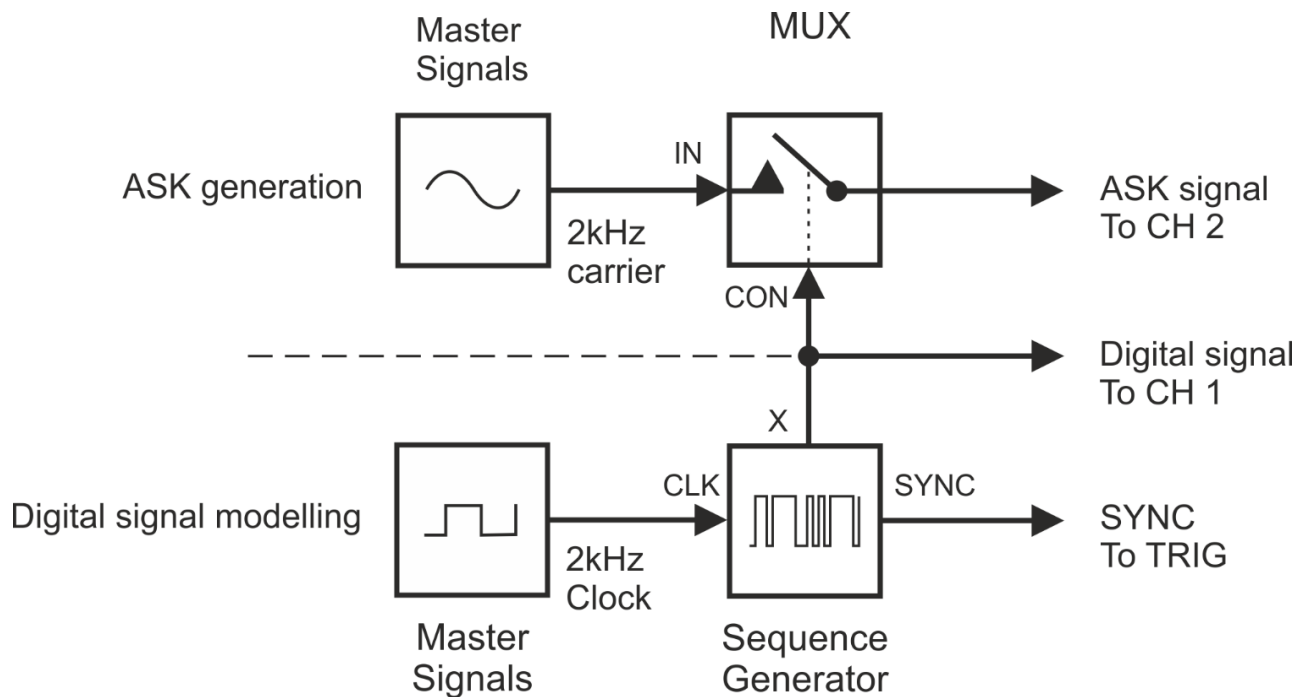 Master
Signals
MUX
ASK generation
IN
2kHz
carrier
CON
ASK signal
To CH 2
Digital signal
To CH 1
X
Digital signal modelling
CLK
2kHz
Clock
SYNC
SYNC
To TRIG
Master
Signals
Sequence
Generator